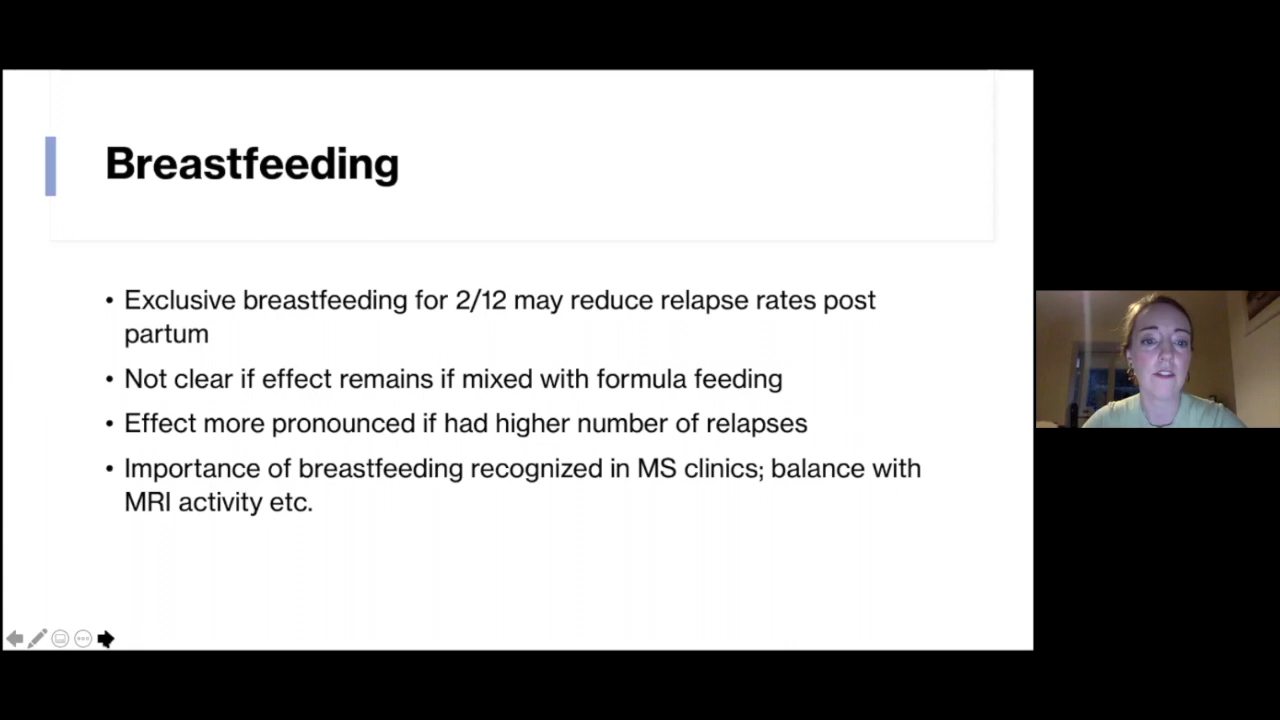 Breastfeeding
• Exclusive breastfeeding for 2/12 may reduce relapse rates post
partum
• Not clear if effect remains if mixed with formula feeding
• Effect more pronounced if had higher number of relapses
• Importance of breastfeeding recognized in MS clinics; balance with
MRI activity etc.